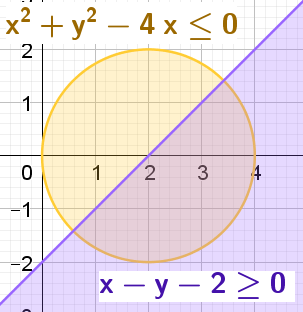 x² + y² − 4 x ≤ 0
2
1
0 1 2 3 4
−1
−2
x − y − 2 ≥ 0